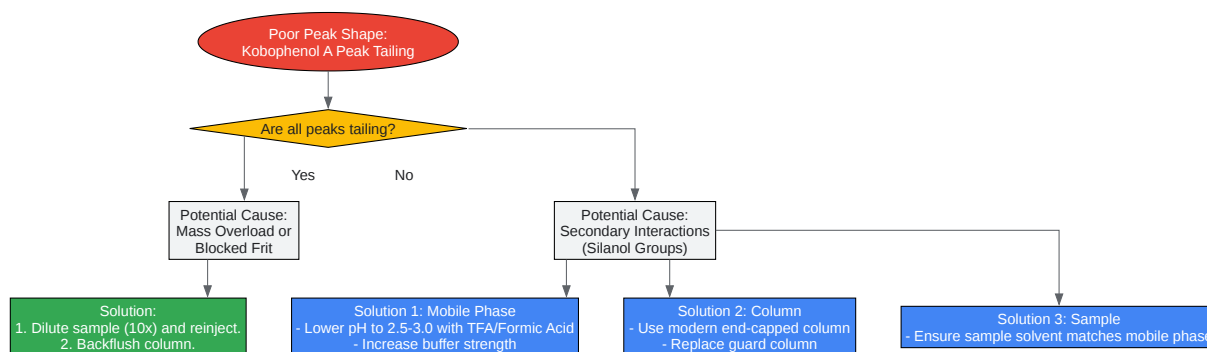 Poor Peak Shape:
Kobophenol A Peak Tailing
Are all peaks tailing?
Yes
No
Potential Cause:
Mass Overload or
Blocked Frit
Potential Cause:
Secondary Interactions
(Silanol Groups)
Solution:
1. Dilute sample (10x) and reinject.
2. Backflush column.
Solution 1: Mobile Phase
- Lower pH to 2.5-3.0 with TFA/Formic Acid
- Increase buffer strength
Solution 2: Column
- Use modern end-capped column
- Replace guard column
Solution 3: Sample
- Ensure sample solvent matches mobile phase